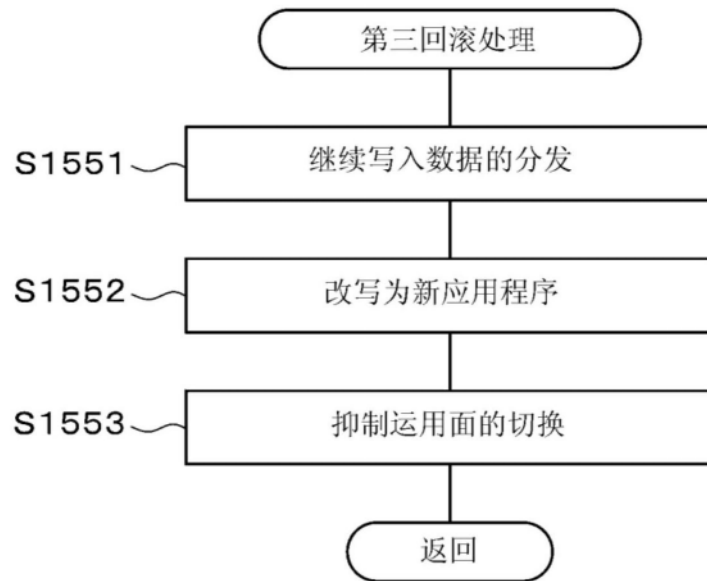 第三回滚处理
S1551
继续写入数据的分发
S1552
改写为新应用程序
S1553
抑制运用面的切换
返回